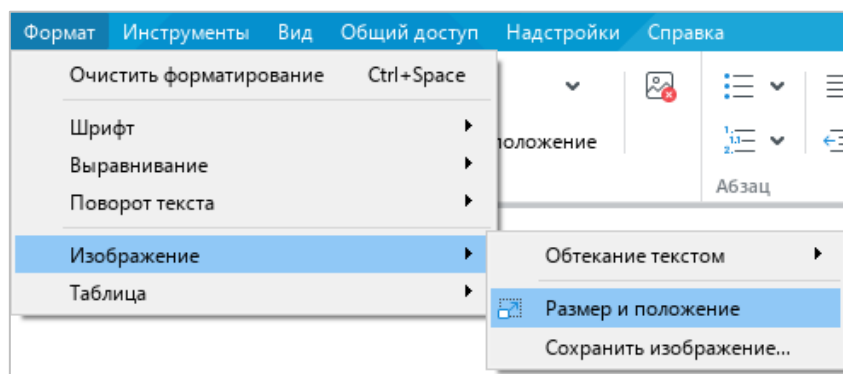 Формат Инструменты Вид Общий доступ Надстройки Справка
Очистить форматирование Ctrl+Space
Шрифт
Выравнивание
Поворот текста
Изображение
Таблица
положение
Абзац
Обтекание текстом
Размер и положение
Сохранить изображение...